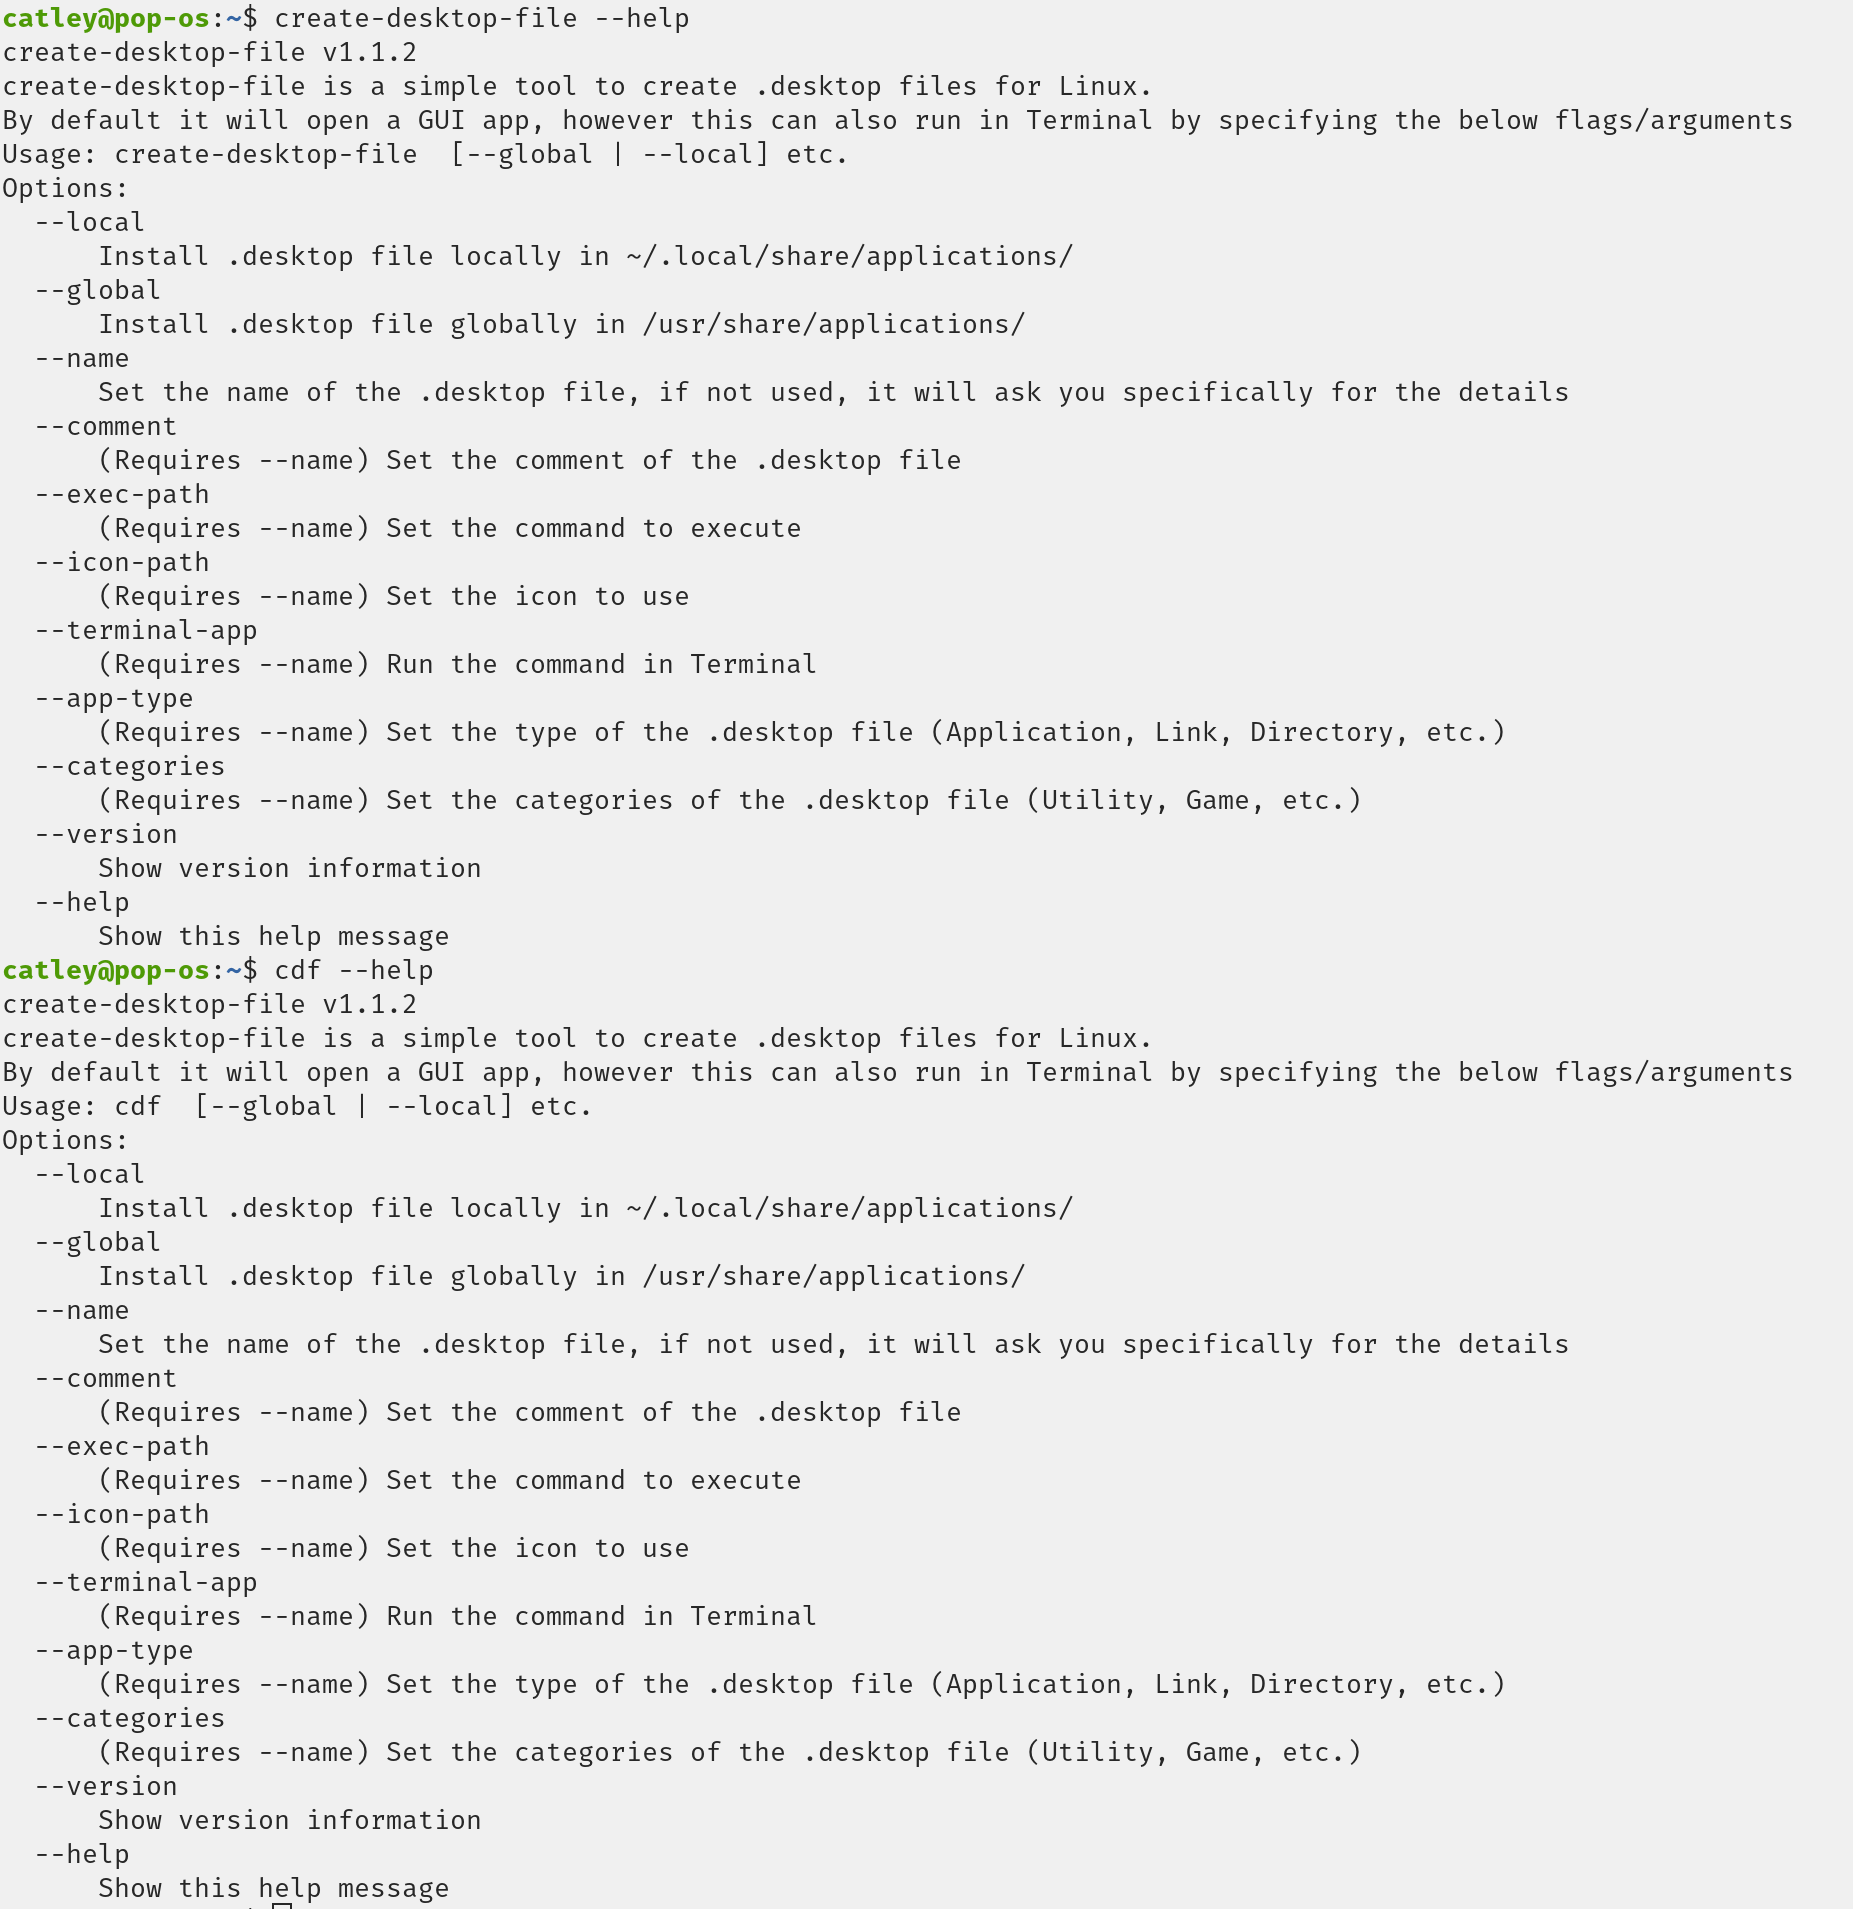 catley@pop-os:~$ create-desktop-file --help
create-desktop-file v1.1.2
create-desktop-file is a simple tool to create .desktop files for Linux.
By default it will open a GUI app, however this can also run in Terminal by specifying the below flags/arguments
Usage: create-desktop-file  [--global | --local] etc.
Options:
  --local
      Install .desktop file locally in ~/.local/share/applications/
  --global
      Install .desktop file globally in /usr/share/applications/
  --name
      Set the name of the .desktop file, if not used, it will ask you specifically for the details
  --comment
      (Requires --name) Set the comment of the .desktop file
  --exec-path
      (Requires --name) Set the command to execute
  --icon-path
      (Requires --name) Set the icon to use
  --terminal-app
      (Requires --name) Run the command in Terminal
  --app-type
      (Requires --name) Set the type of the .desktop file (Application, Link, Directory, etc.)
  --categories
      (Requires --name) Set the categories of the .desktop file (Utility, Game, etc.)
  --version
      Show version information
  --help
      Show this help message
catley@pop-os:~$ cdf --help
create-desktop-file v1.1.2
create-desktop-file is a simple tool to create .desktop files for Linux.
By default it will open a GUI app, however this can also run in Terminal by specifying the below flags/arguments
Usage: cdf  [--global | --local] etc.
Options:
  --local
      Install .desktop file locally in ~/.local/share/applications/
  --global
      Install .desktop file globally in /usr/share/applications/
  --name
      Set the name of the .desktop file, if not used, it will ask you specifically for the details
  --comment
      (Requires --name) Set the comment of the .desktop file
  --exec-path
      (Requires --name) Set the command to execute
  --icon-path
      (Requires --name) Set the icon to use
  --terminal-app
      (Requires --name) Run the command in Terminal
  --app-type
      (Requires --name) Set the type of the .desktop file (Application, Link, Directory, etc.)
  --categories
      (Requires --name) Set the categories of the .desktop file (Utility, Game, etc.)
  --version
      Show version information
  --help
      Show this help message